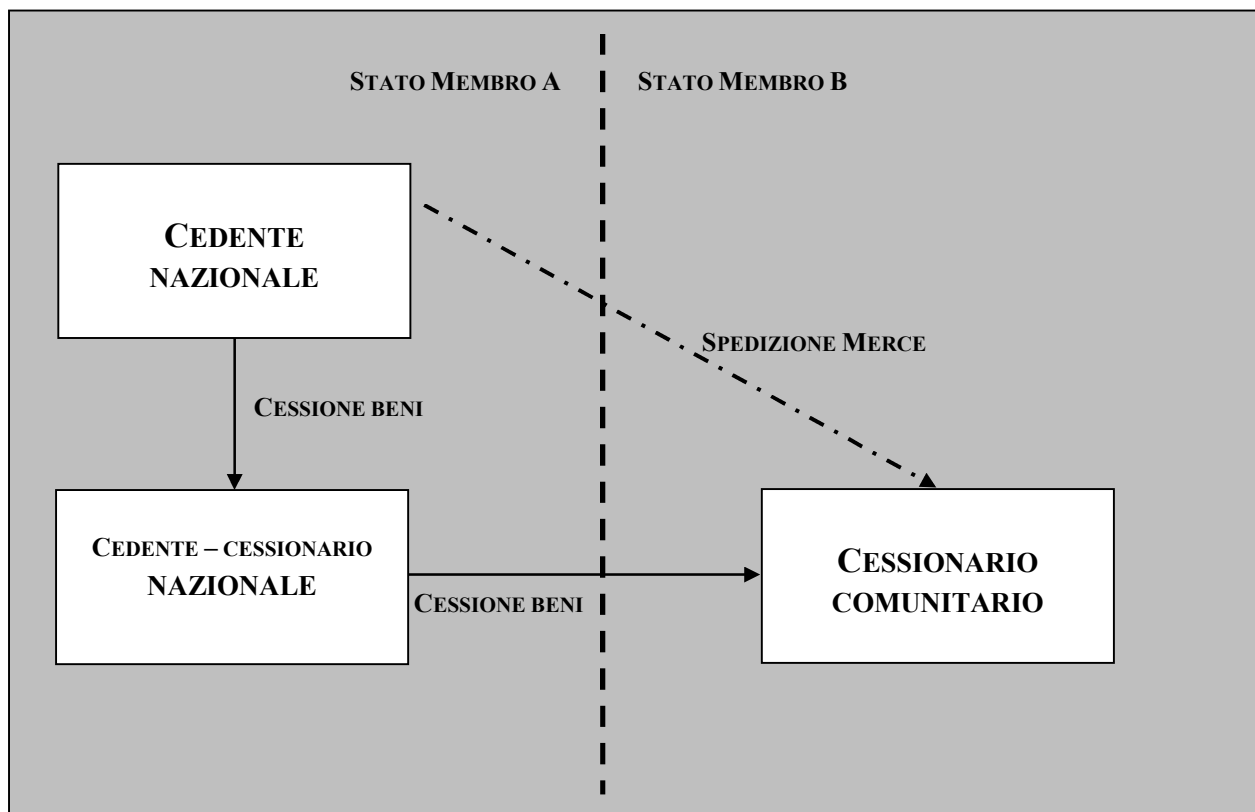 STATO MEMBRO A
STATO MEMBRO B
CEDENTE
NAZIONALE
SPEDIZIONE MERCE
CESSIONE BENI
CEDENTE – CESSIONARIO
NAZIONALE
CESSIONE BENI
CESSIONARIO
COMUNITARIO